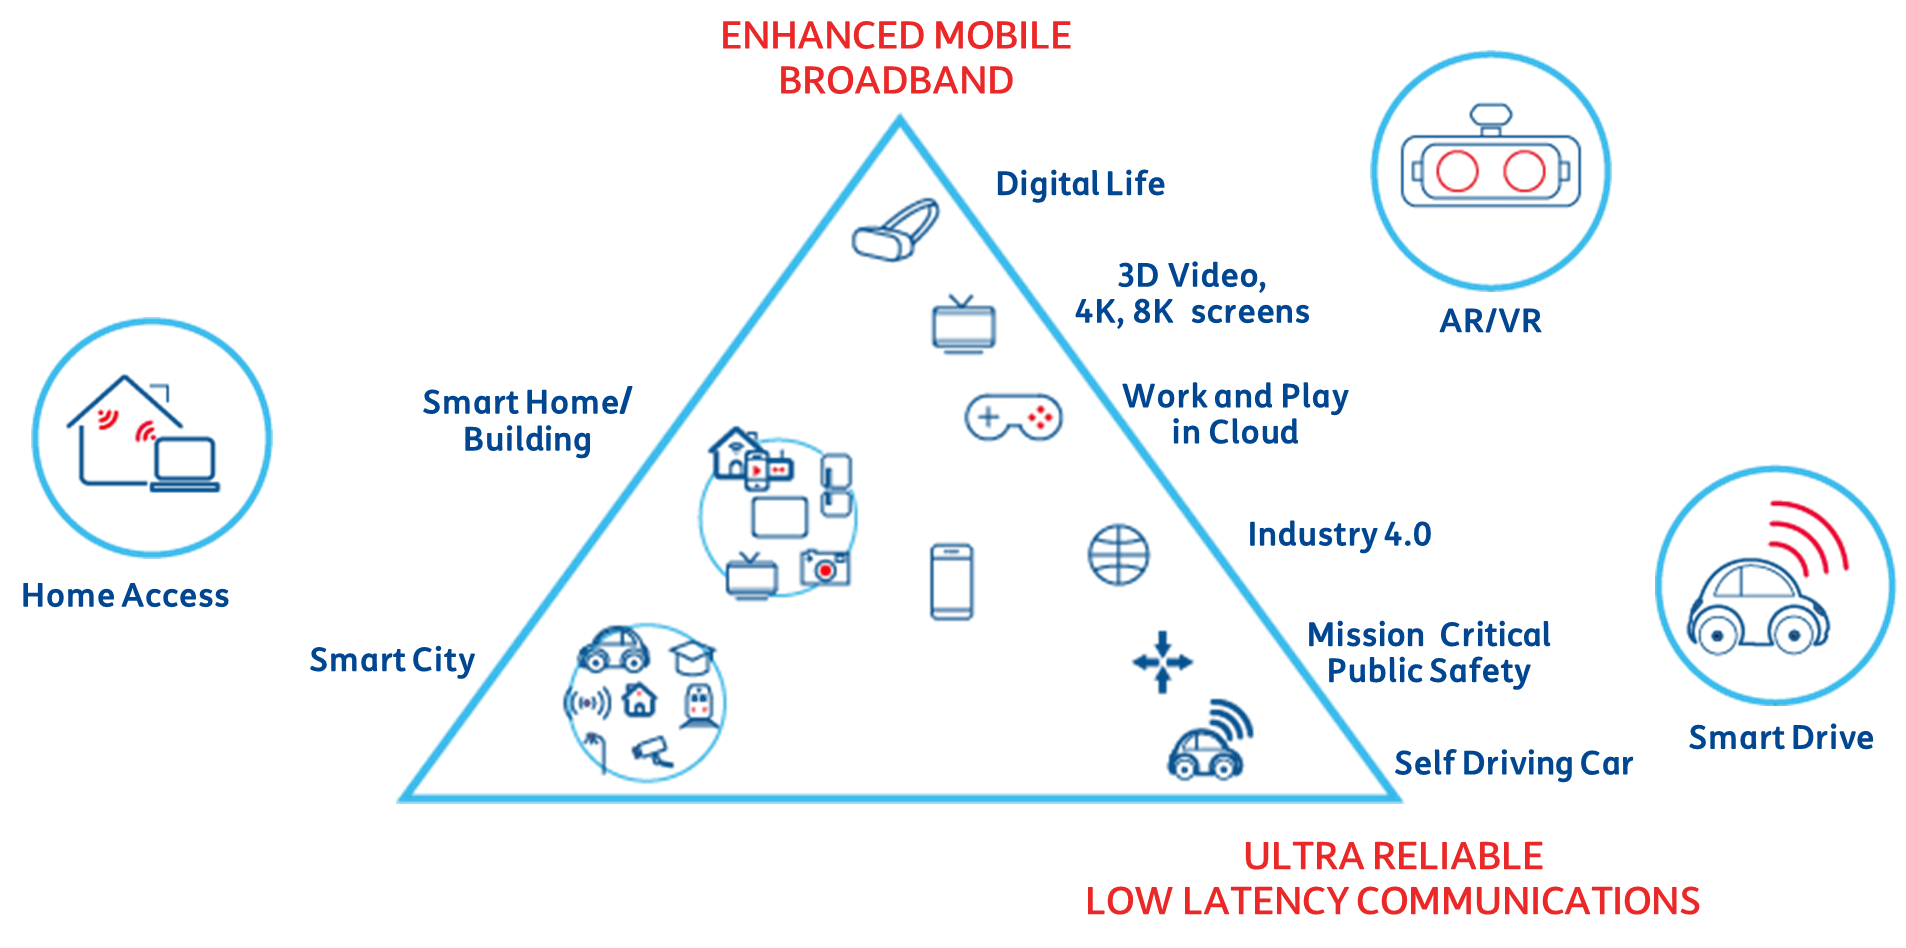 ENHANCED MOBILE
BROADBAND
Digital Life
3D Video,
4K, 8K screens
AR/VR
Smart Home/
Building
Work and Play
in Cloud
Industry 4.0
Home Access
Smart City
Mission Critical
Public Safety
Smart Drive
Self Driving Car
ULTRA RELIABLE
LOW LATENCY COMMUNICATIONS